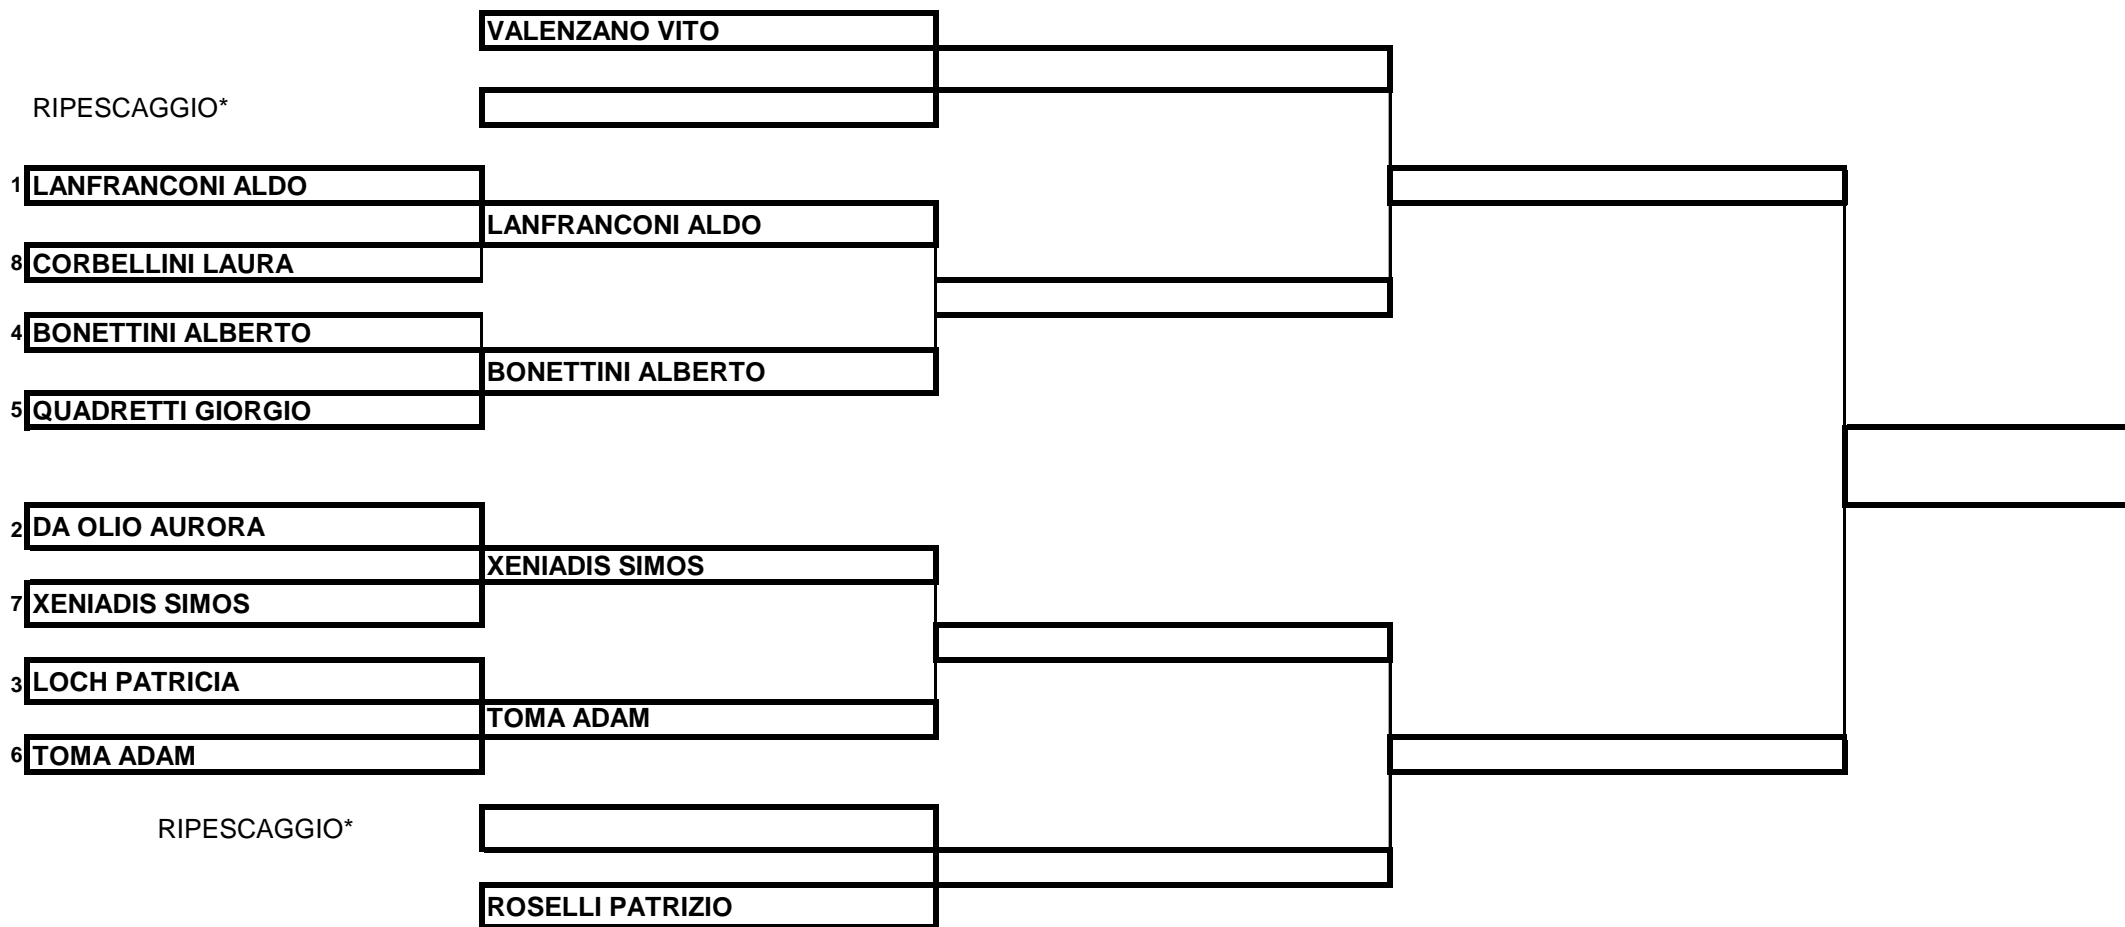 VALENZANO VITO
RIPESCAGGIO*
1 LANFRANCONI ALDO
LANFRANCONI ALDO
8 CORBELLINI LAURA
4 BONETTINI ALBERTO
BONETTINI ALBERTO
5 QUADRETTI GIORGIO
2 DA OLIO AURORA
XENIADIS SIMOS
7 XENIADIS SIMOS
3 LOCH PATRICIA
TOMA ADAM
6 TOMA ADAM
RIPESCAGGIO*
ROSELLI PATRIZIO